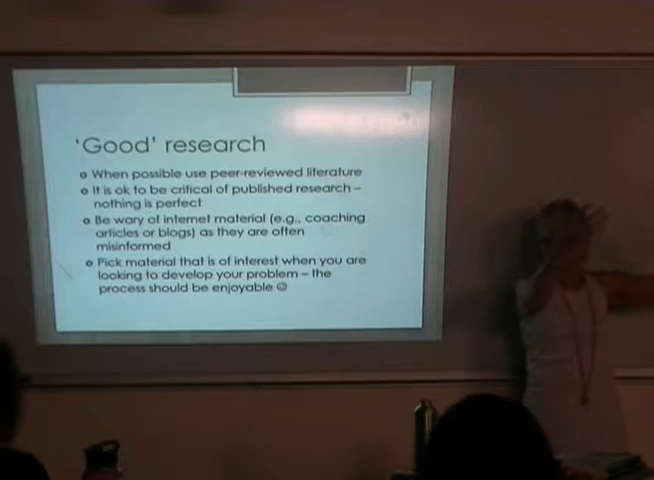 'Good' research
When possible use peer-reviewed literature
It is ok to be critical of published research –
nothing is perfect
Be wary of internet material (e.g., coaching
articles or blogs) as they are often
misinformed
Pick material that is of interest when you are
looking to develop your problem – the
process should be enjoyable ☺